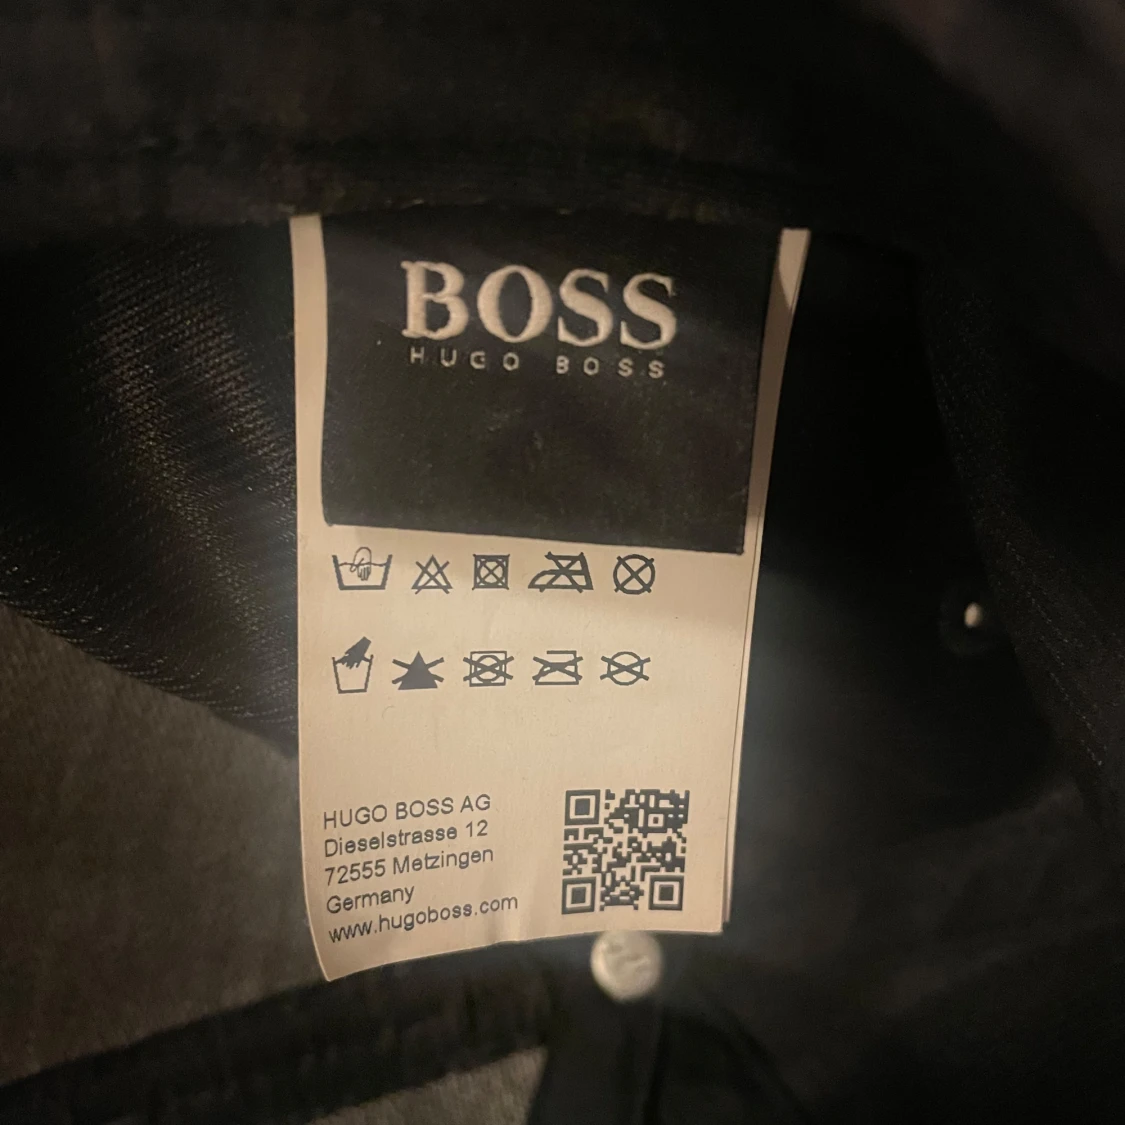 BOSS
HUGO BOSS
HUGO BOSS AG
Dieselstrasse 12
72555 Metzingen
Germany
www.hugoboss.com